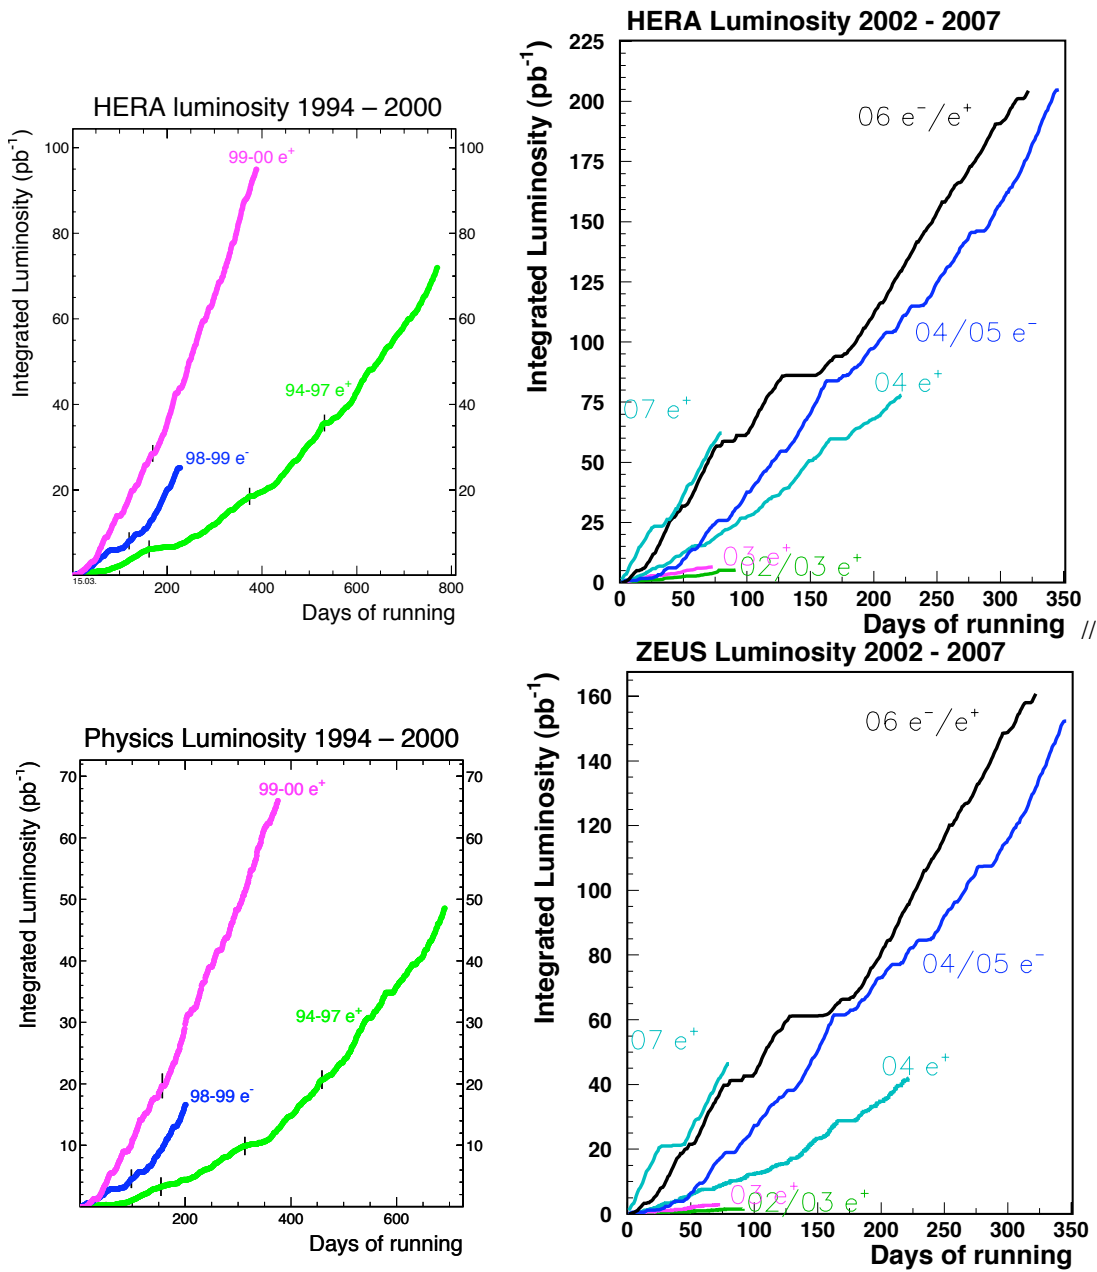 HERA luminosity 1994 – 2000
Integrated Luminosity (pb-1)
100
80
60
40
20
100
80
60
40
20
99-00 e+
94-97 e+
98-99 e-
15.03.
200 400 600 800
Days of running
HERA Luminosity 2002 - 2007
Integrated Luminosity (pb-1)
225
200
175
150
125
100
75
50
25
0
06 e−/e+
04/05 e−
04 e+
07 e+
03 e+
02/03 e+
0 50 100 150 200 250 300 350
Days of running //
Physics Luminosity 1994 – 2000
Integrated Luminosity (pb-1)
70
60
50
40
30
20
10
70
60
50
40
30
20
10
99-00 e+
94-97 e+
98-99 e-
200 400 600
Days of running
ZEUS Luminosity 2002 - 2007
Integrated Luminosity (pb-1)
160
140
120
100
80
60
40
20
0
06 e−/e+
04/05 e−
07 e+
04 e+
03 e+
02/03 e+
0 50 100 150 200 250 300 350
Days of running